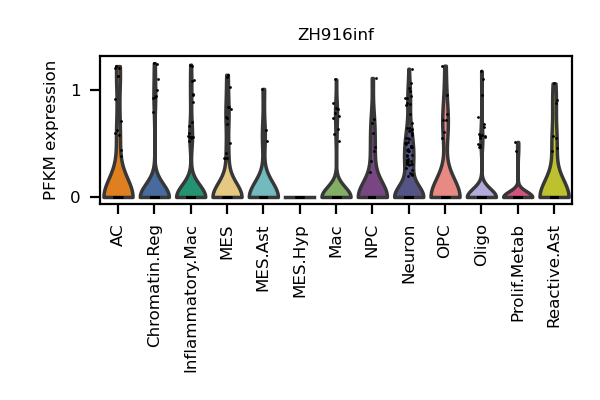 ZH916inf
PFKM expression
1
0
AC
Chromatin.Reg
Inflammatory.Mac
MES
MES.Ast
MES.Hyp
Mac
NPC
Neuron
OPC
Oligo
Prolif.Metab
Reactive.Ast